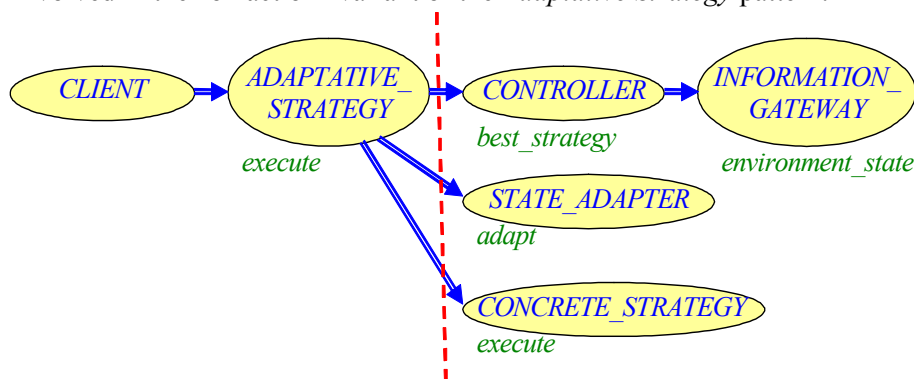 CLIENT
ADAPTATIVE_
STRATEGY
execute
CONTROLLER
best_strategy
INFORMATION_
GATEWAY
environment_state
STATE_ADAPTER
adapt
CONCRETE_STRATEGY
execute